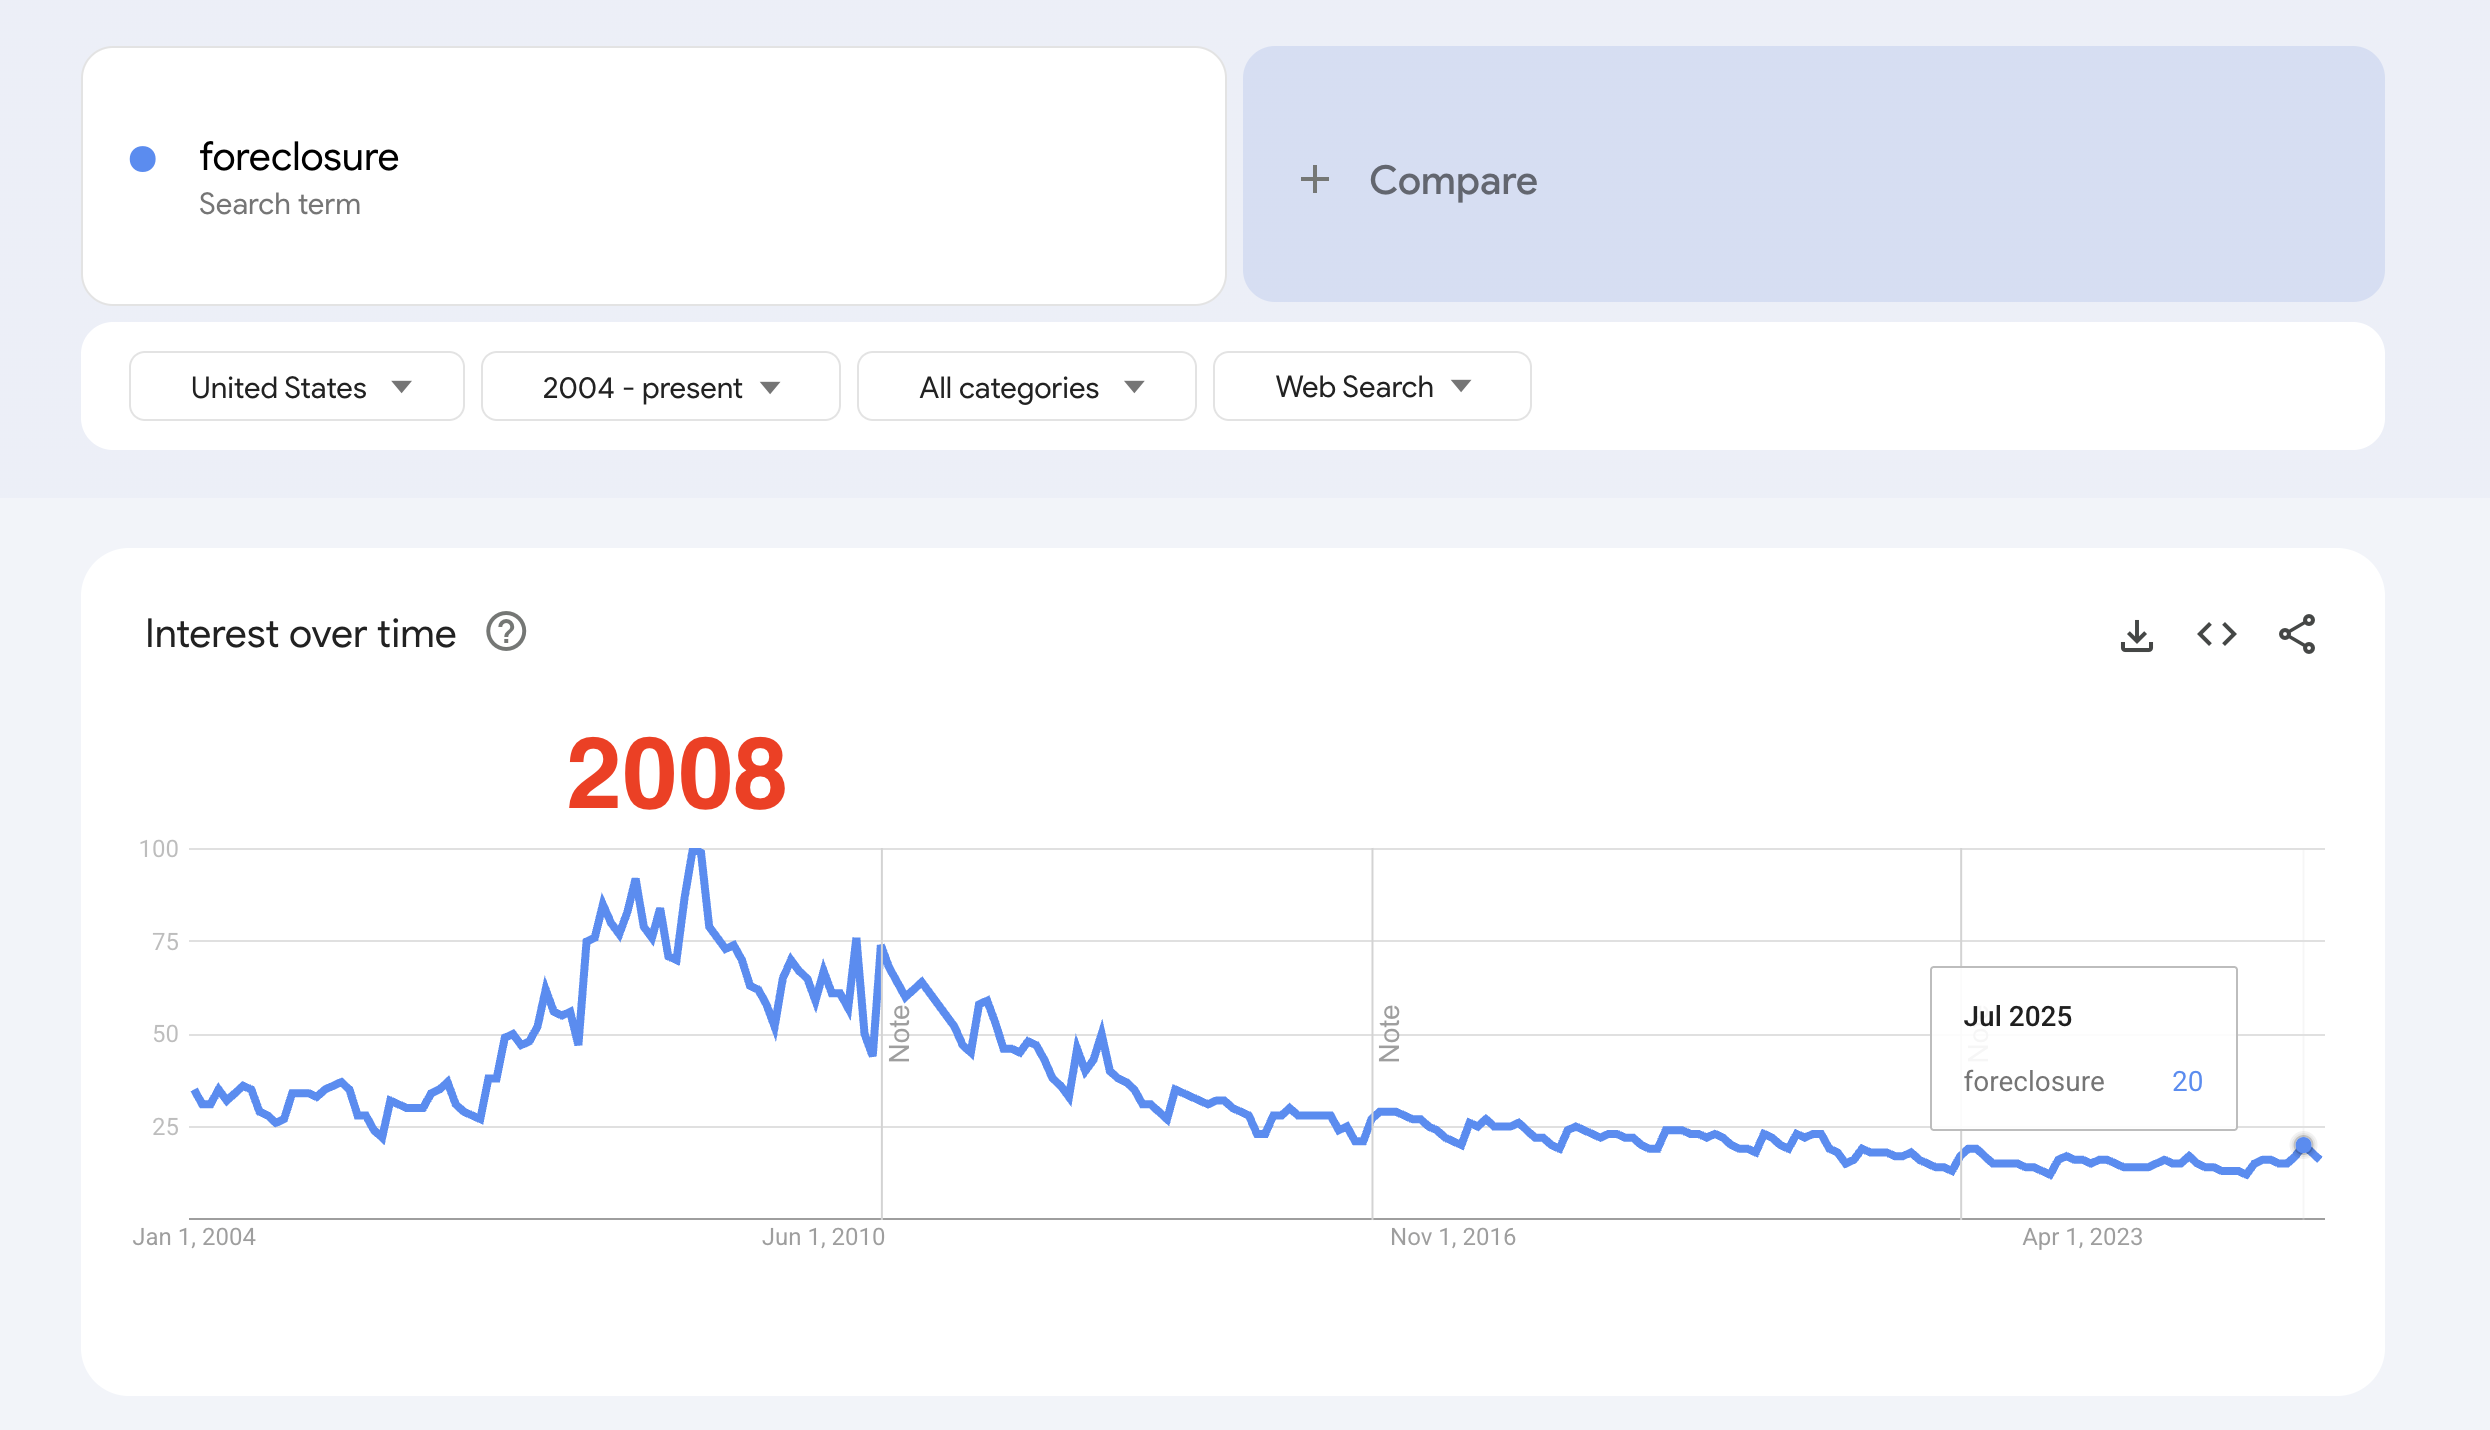 foreclosure
Search term
+ Compare
United States
2004 - present
All categories
Web Search
Interest over time
2008
100
75
50
25
Note
Note
Jul 2025
foreclosure 20
Jan 1, 2004
Jun 1, 2010
Nov 1, 2016
Apr 1, 2023